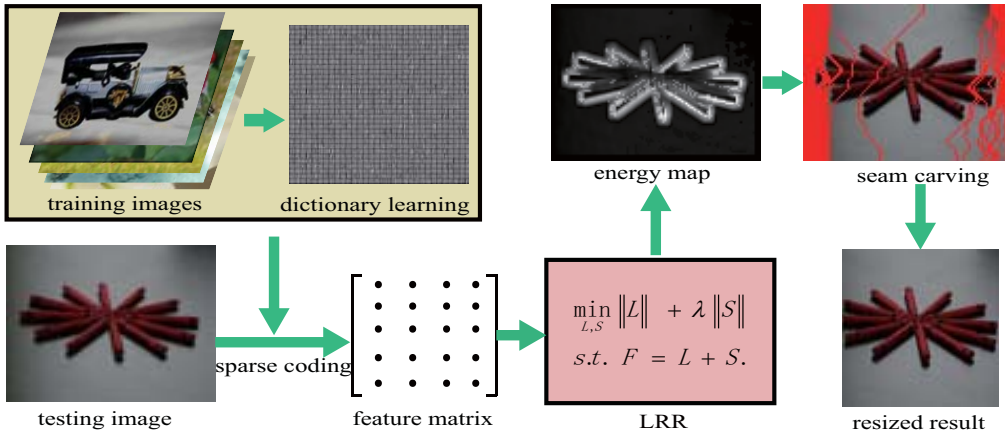 training images
dictionary learning
energy map
seam carving
testing image
sparse coding
feature matrix
min ‖L‖ + λ ‖S‖
L,S
s.t. F = L + S.
LRR
resized result